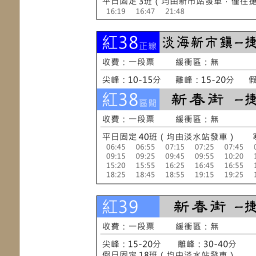 平日固定 3班 ( 均由新市站發車，僅往捷
16:19 16:47 21:48
紅38 正線 淡海新市鎮-捷
收費：一段票 緩衝區：無
尖峰：10-15分 離峰：15-20分 假
紅38 區間 新春街 -捷
收費：一段票 緩衝區：無
平日固定 40班 ( 均由淡水站發車 )
06:45 06:55 07:15 07:25 07:45
09:15 09:25 09:45 09:55 10:20
15:20 15:55 16:25 16:45 16:55
18:25 18:45 18:55 19:15 19:25
紅39 新春街 -捷
收費：一段票 緩衝區：無
尖峰：15-20分 離峰：30-40分
假日固定 18班 ( 均由淡水站發車 )